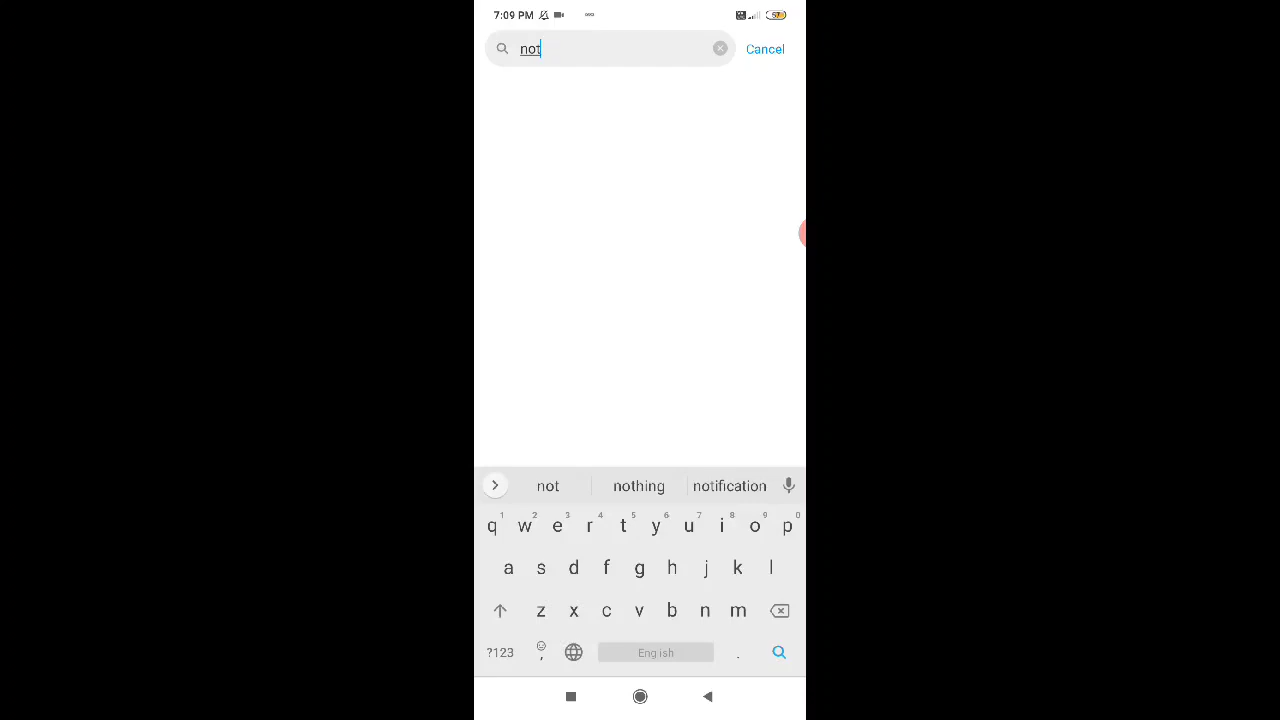 7:09 PM 57
not Cancel
not nothing notification
1 2 3 4 5 6 7 8 9 0
q w e r t y u i o p
a s d f g h j k l
z x c v b n m
?123 , English .